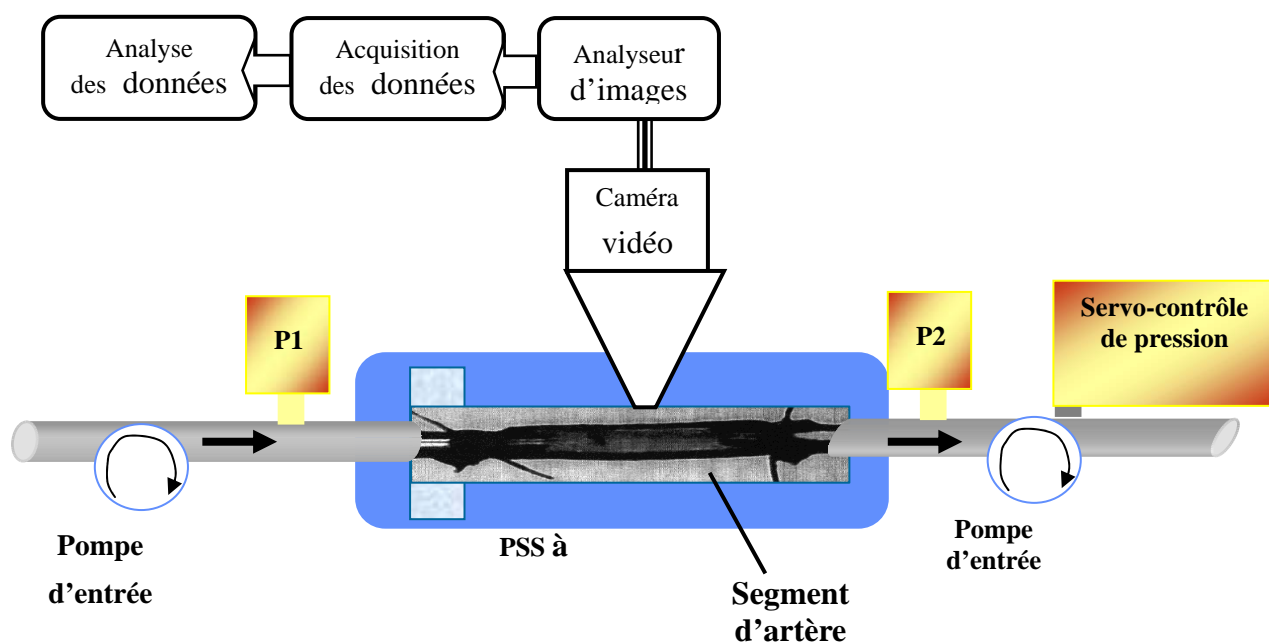 Analyse
des données
Acquisition
des données
Analyseur
d'images
Caméra
vidéo
P1
P2
Servo-contrôle
de pression
Pompe
d'entrée
PSS à
Pompe
d'entrée
Segment
d'artère